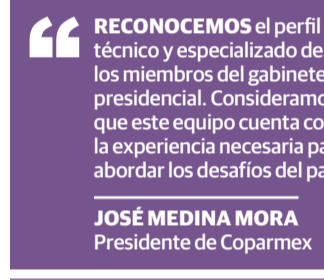 RECONOCEMOS el perfil
técnico y especializado de
los miembros del gabinete
presidencial. Consideramo
que este equipo cuenta co
la experiencia necesaria pa
abordar los desafíos del pa
JOSÉ MEDINA MORA
Presidente de Coparmex